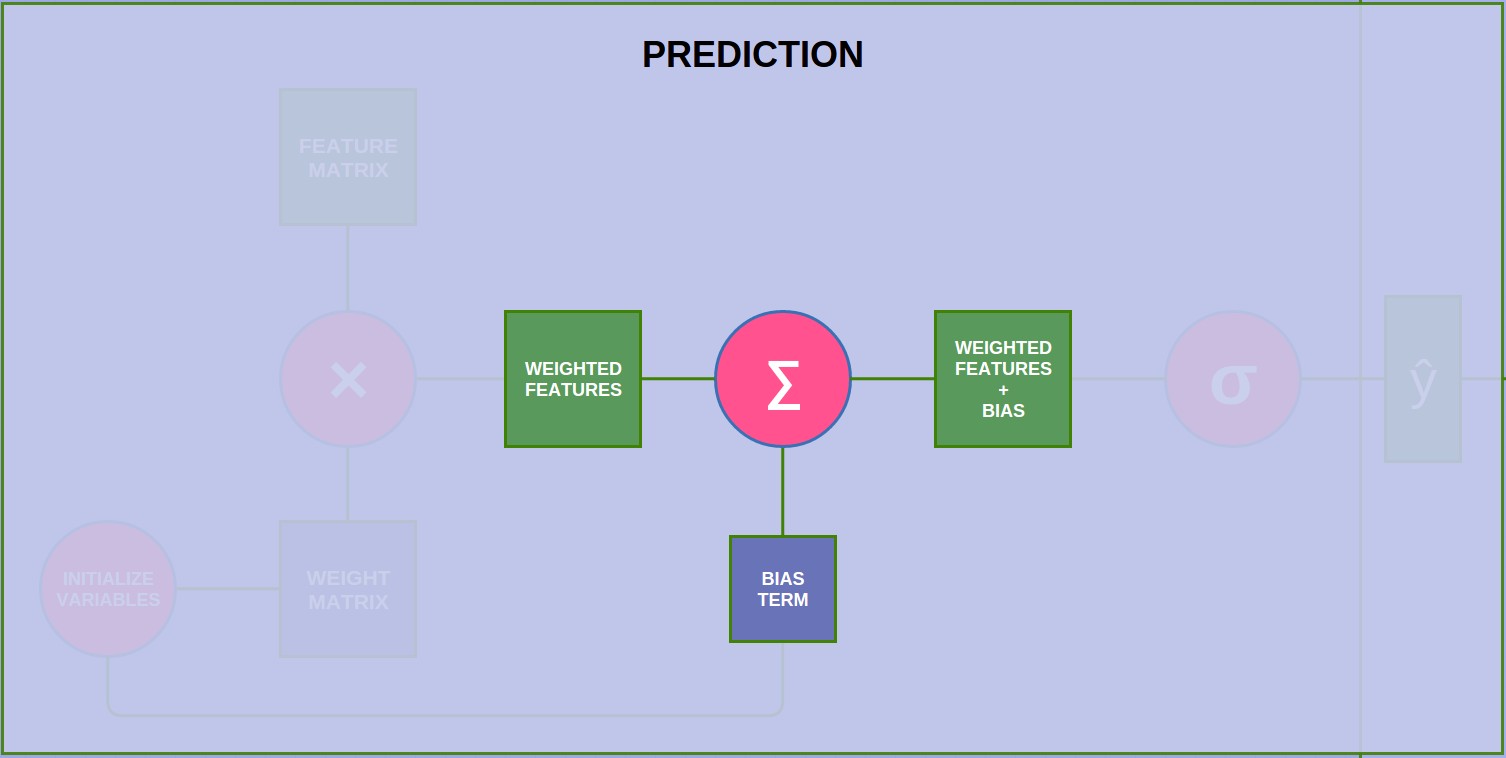 PREDICTION
FEATURE
MATRIX
×
WEIGHTED
FEATURES
Σ
WEIGHTED
FEATURES
+
BIAS
σ
ŷ
INITIALIZE
VARIABLES
WEIGHT
MATRIX
BIAS
TERM